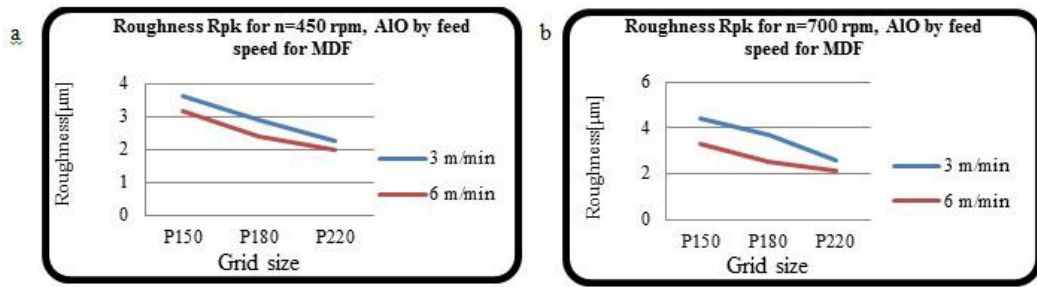 a
Roughness Rpk for n=450 rpm, AlO by feed
speed for MDF
Roughness[µm]
4
3
2
1
0
P150 P180 P220
Grid size
3 m/min
6 m/min
b
Roughness Rpk for n=700 rpm, AlO by feed
speed for MDF
Roughness[µm]
6
4
2
0
P150 P180 P220
Grid size
3 m/min
6 m/min